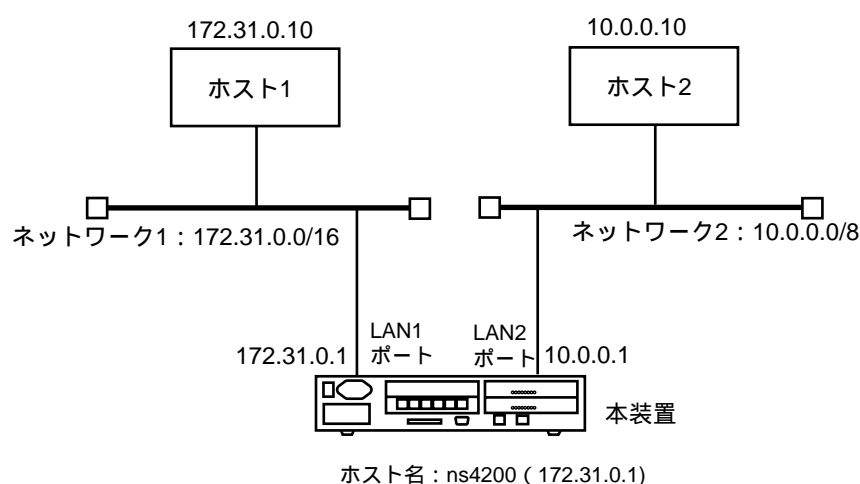 172.31.0.10
10.0.0.10
ホスト1
ホスト2
ネットワーク1：172.31.0.0/16
ネットワーク2：10.0.0.0/8
LAN1
ポート
LAN2
ポート
172.31.0.1
10.0.0.1
本装置
ホスト名：ns4200（172.31.0.1)